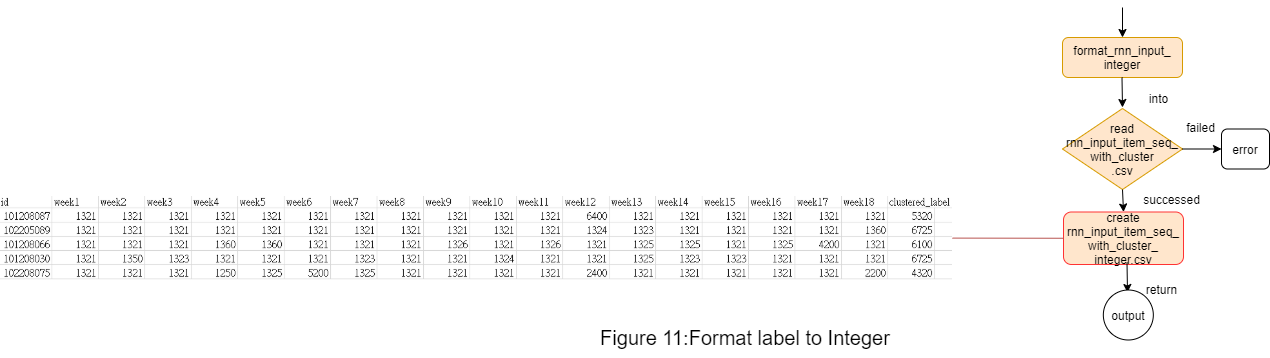 format_rnn_input_
integer
into
read
rnn_input_item_seq_
with_cluster
.csv
failed
error
successed
create
rnn_input_item_seq_
with_cluster_
integer.csv
return
output
id week1 week2 week3 week4 week5 week6 week7 week8 week9 week10 week11 week12 week13 week14 week15 week16 week17 week18 clustered_label
101208087 1321 1321 1321 1321 1321 1321 1321 1321 1321 1321 1321 6400 1321 1321 1321 1321 1321 1321 5320
102205089 1321 1321 1321 1321 1321 1321 1321 1321 1321 1321 1321 1324 1323 1321 1321 1321 1321 1360 6725
101208066 1321 1321 1321 1360 1360 1321 1321 1321 1326 1321 1326 1321 1325 1325 1321 1325 4200 1321 6100
101208030 1321 1350 1323 1321 1321 1321 1323 1321 1321 1324 1321 1321 1325 1323 1323 1321 1321 1321 6725
102208075 1321 1321 1321 1250 1325 5200 1325 1321 1321 1321 1321 2400 1321 1321 1321 1321 1321 2200 4320
Figure 11:Format label to Integer